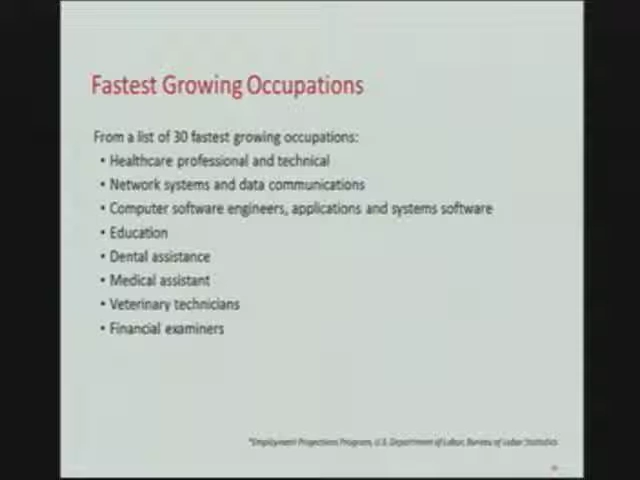 Fastest Growing Occupations
From a list of 30 fastest growing occupations:
• Healthcare professional and technical
• Network systems and data communications
• Computer software engineers, applications and systems software
• Education
• Dental assistance
• Medical assistant
• Veterinary technicians
• Financial examiners
*Employment Projections Program, U.S. Department of Labor, Bureau of Labor Statistics